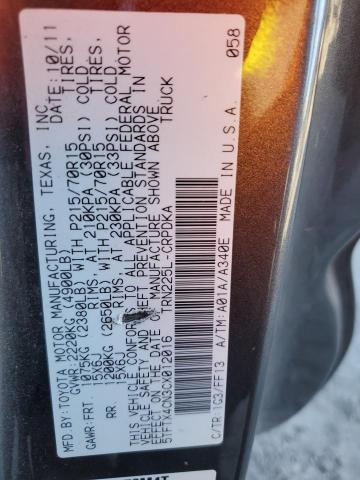 MFD.BY:TOYOTA MOTOR MANUFACTURING, TEXAS, INC. DATE: 10/11
GVWR: 2220KG (4900LB)
GAWR:FRT. 1075KG (2380LB) WITH P215/70R15 TIRES,
15X6J RIMS, AT 210KPA (30PSI) COLD
RR. 1200KG (2650LB) WITH P215/70R15 TIRES,
15X6J RIMS, AT 230KPA (33PSI) COLD
THIS VEHICLE CONFORMS TO ALL APPLICABLE FEDERAL MOTOR
VEHICLE SAFETY AND THEFT PREVENTION STANDARDS IN
EFFECT ON THE DATE OF MANUFACTURE SHOWN ABOVE.
5TFTX4CN3CX012016 TRUCK
TRN225L-CRPDKA
C/TR:1G3/FF13 A/TM:A01A/A340E
MADE IN U.S.A. 058